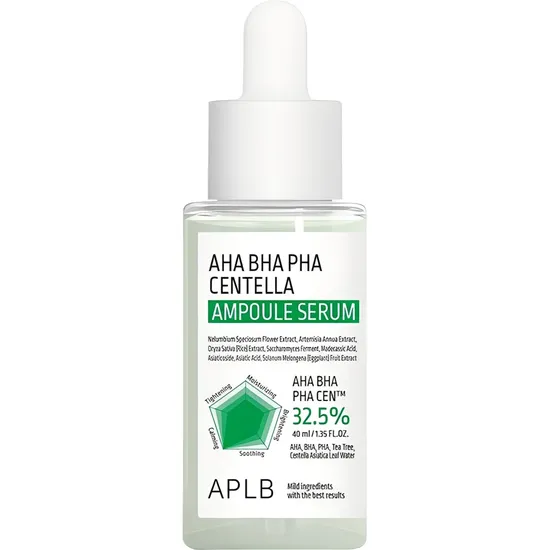 AHA BHA PHA
CENTELLA
AMPOULE SERUM
Nelumbium Speciosum Flower Extract, Artemisia Annua Extract,
Oryza Sativa (Rice) Extract, Saccharomyces Ferment, Madecassic Acid,
Asiaticoside, Asiatic Acid, Solanum Melongena (Eggplant) Fruit Extract
Tightening
Moisturizing
Brightening
Soothing
Calming
AHA BHA
PHA CEN™
32.5%
40 ml / 1.35 FL.OZ.
AHA, BHA, PHA, Tea Tree,
Centella Asiatica Leaf Water
APLB
Mild ingredients
with the best results